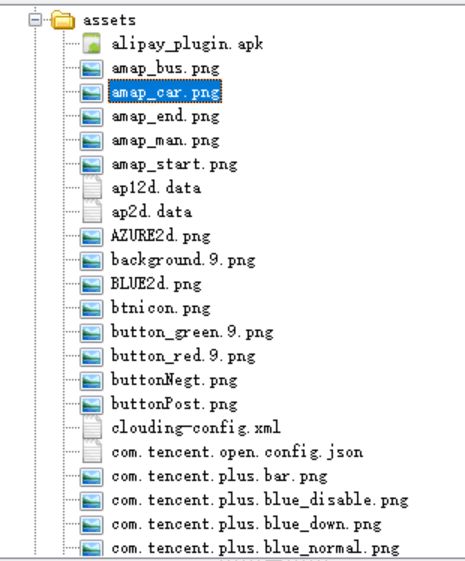 assets
alipay_plugin.apk
amap_bus.png
amap_car.png
amap_end.png
amap_man.png
amap_start.png
ap12d.data
ap2d.data
AZURE2d.png
background.9.png
BLUE2d.png
btnicon.png
button_green.9.png
button_red.9.png
buttonNegt.png
buttonPost.png
clouding-config.xml
com.tencent.open.config.json
com.tencent.plus.bar.png
com.tencent.plus.blue_disable.png
com.tencent.plus.blue_down.png
com.tencent.plus.blue_normal.png